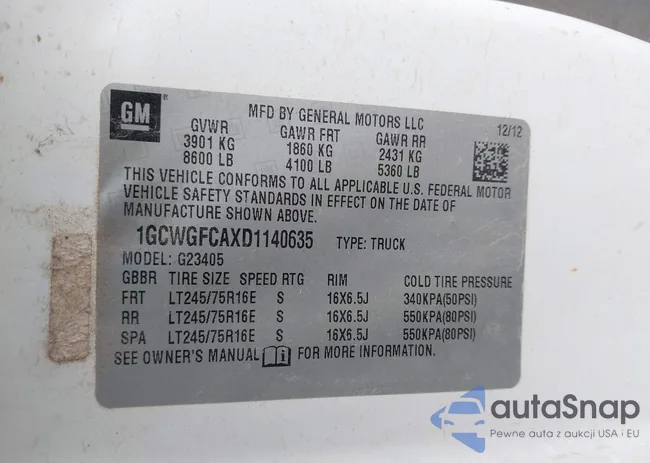 GM
MFD BY GENERAL MOTORS LLC
12/12
GVWR GAWR FRT GAWR RR
3901 KG 1860 KG 2431 KG
8600 LB 4100 LB 5360 LB
THIS VEHICLE CONFORMS TO ALL APPLICABLE U.S. FEDERAL MOTOR
VEHICLE SAFETY STANDARDS IN EFFECT ON THE DATE OF
MANUFACTURE SHOWN ABOVE.
1GCWGFCAXD1140635 TYPE: TRUCK
MODEL: G23405
GBBR TIRE SIZE SPEED RTG RIM COLD TIRE PRESSURE
FRT LT245/75R16E S 16X6.5J 340KPA(50PSI)
RR LT245/75R16E S 16X6.5J 550KPA(80PSI)
SPA LT245/75R16E S 16X6.5J 550KPA(80PSI)
SEE OWNER'S MANUAL FOR MORE INFORMATION.
autaSnap
Pewne auta z aukcji USA i EU